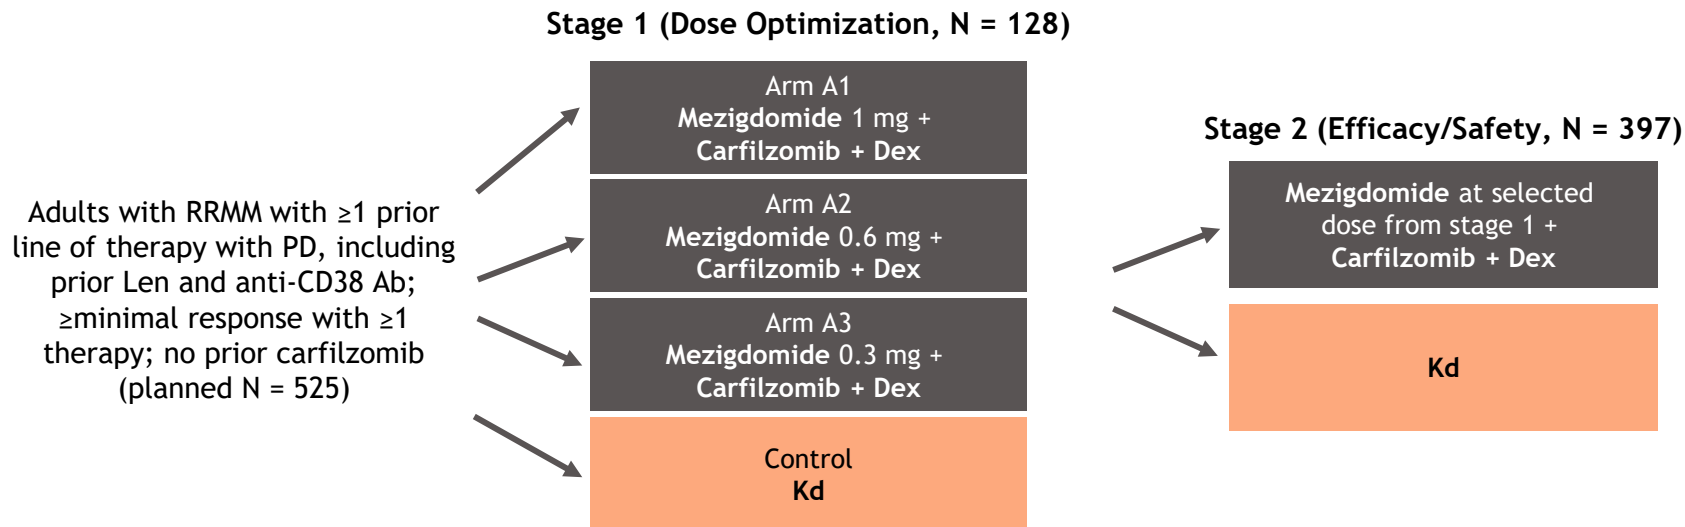 Stage 1 (Dose Optimization, N = 128)
Adults with RRMM with ≥1 prior
line of therapy with PD, including
prior Len and anti-CD38 Ab;
≥minimal response with ≥1
therapy; no prior carfilzomib
(planned N = 525)
Arm A1
Mezigdomide 1 mg +
Carfilzomib + Dex
Arm A2
Mezigdomide 0.6 mg +
Carfilzomib + Dex
Arm A3
Mezigdomide 0.3 mg +
Carfilzomib + Dex
Control
Kd
Stage 2 (Efficacy/Safety, N = 397)
Mezigdomide at selected
dose from stage 1 +
Carfilzomib + Dex
Kd